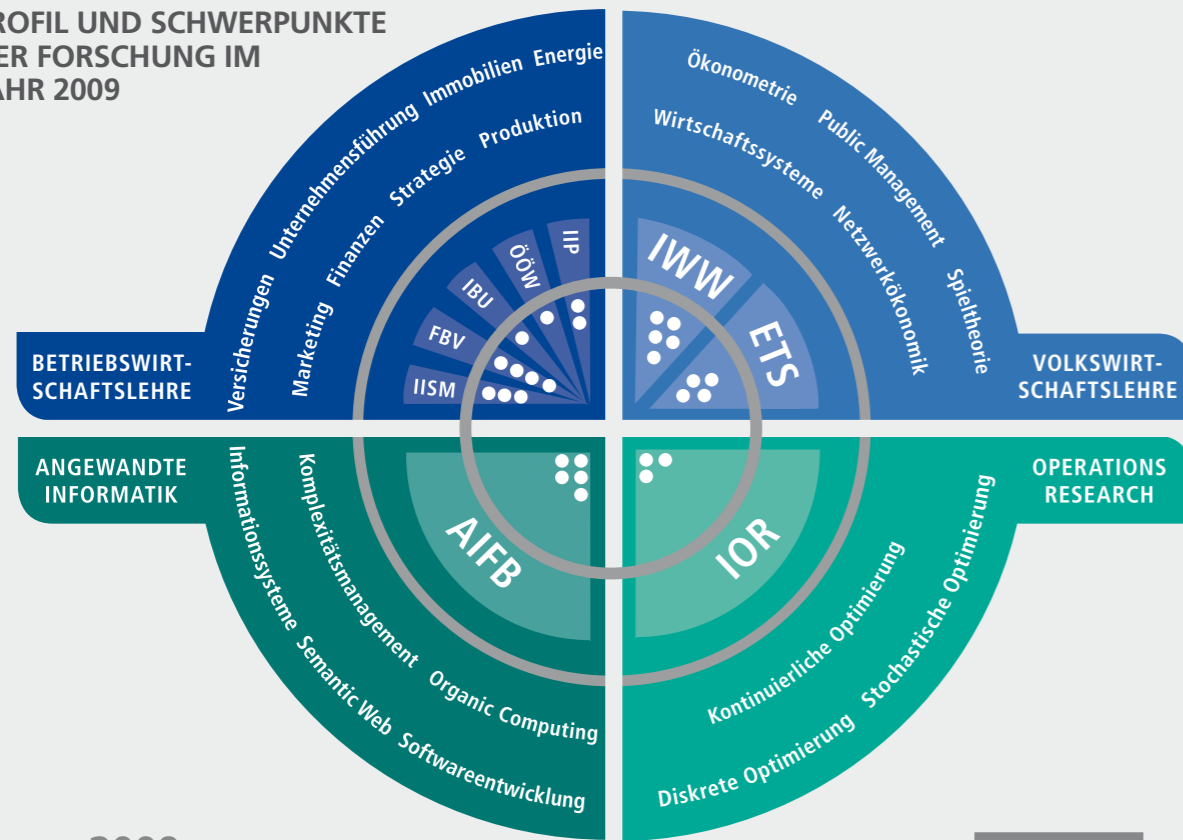 ROFIL UND SCHWERPUNKTE
ER FORSCHUNG IM
AHR 2009
Versicherungen Unternehmensführung Immobilien Energie
Marketing Finanzen Strategie Produktion
Ökonometrie Public Management Spieltheorie
Wirtschaftssysteme Netzwerkökonomik
IISM
FBV
IBU
ÖÖW
IIP
IWW
ETS
BETRIEBSWIRT-
SCHAFTSLEHRE
VOLKSWIRT-
SCHAFTSLEHRE
ANGEWANDTE
INFORMATIK
OPERATIONS
RESEARCH
AIFB
IOR
Komplexitätsmanagement Organic Computing
Informationssysteme Semantic Web Softwareentwicklung
Kontinuierliche Optimierung
Diskrete Optimierung Stochastische Optimierung
2009